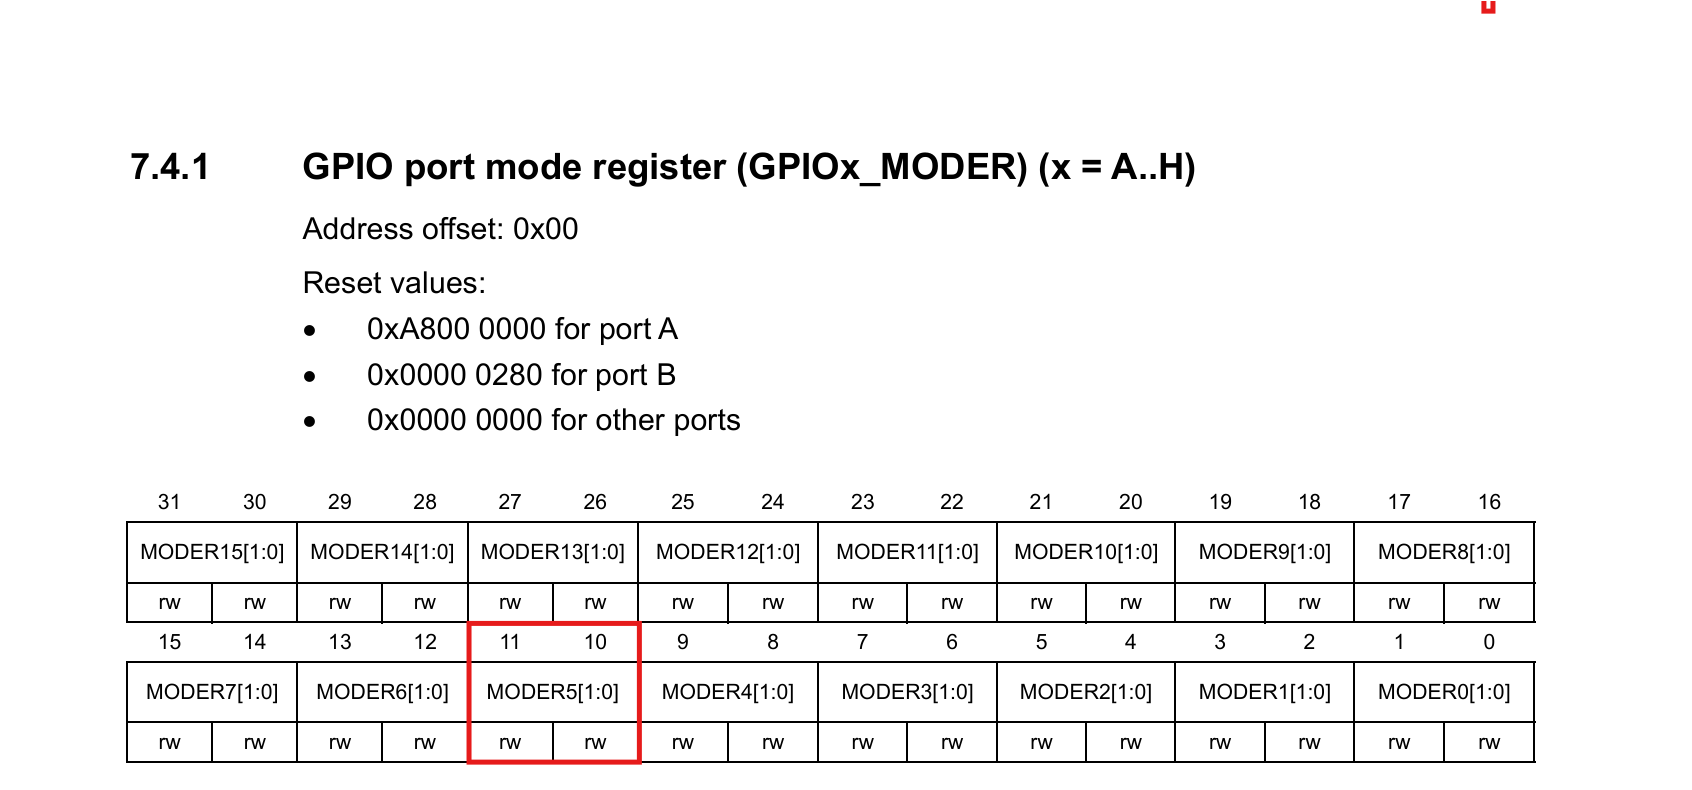 7.4.1 GPIO port mode register (GPIOx_MODER) (x = A..H)
Address offset: 0x00
Reset values:
• 0xA800 0000 for port A
• 0x0000 0280 for port B
• 0x0000 0000 for other ports
31 30 29 28 27 26 25 24 23 22 21 20 19 18 17 16
MODER15[1:0] MODER14[1:0] MODER13[1:0] MODER12[1:0] MODER11[1:0] MODER10[1:0] MODER9[1:0] MODER8[1:0]
rw rw rw rw rw rw rw rw rw rw rw rw rw rw rw rw
15 14 13 12 11 10 9 8 7 6 5 4 3 2 1 0
MODER7[1:0] MODER6[1:0] MODER5[1:0] MODER4[1:0] MODER3[1:0] MODER2[1:0] MODER1[1:0] MODER0[1:0]
rw rw rw rw rw rw rw rw rw rw rw rw rw rw rw rw